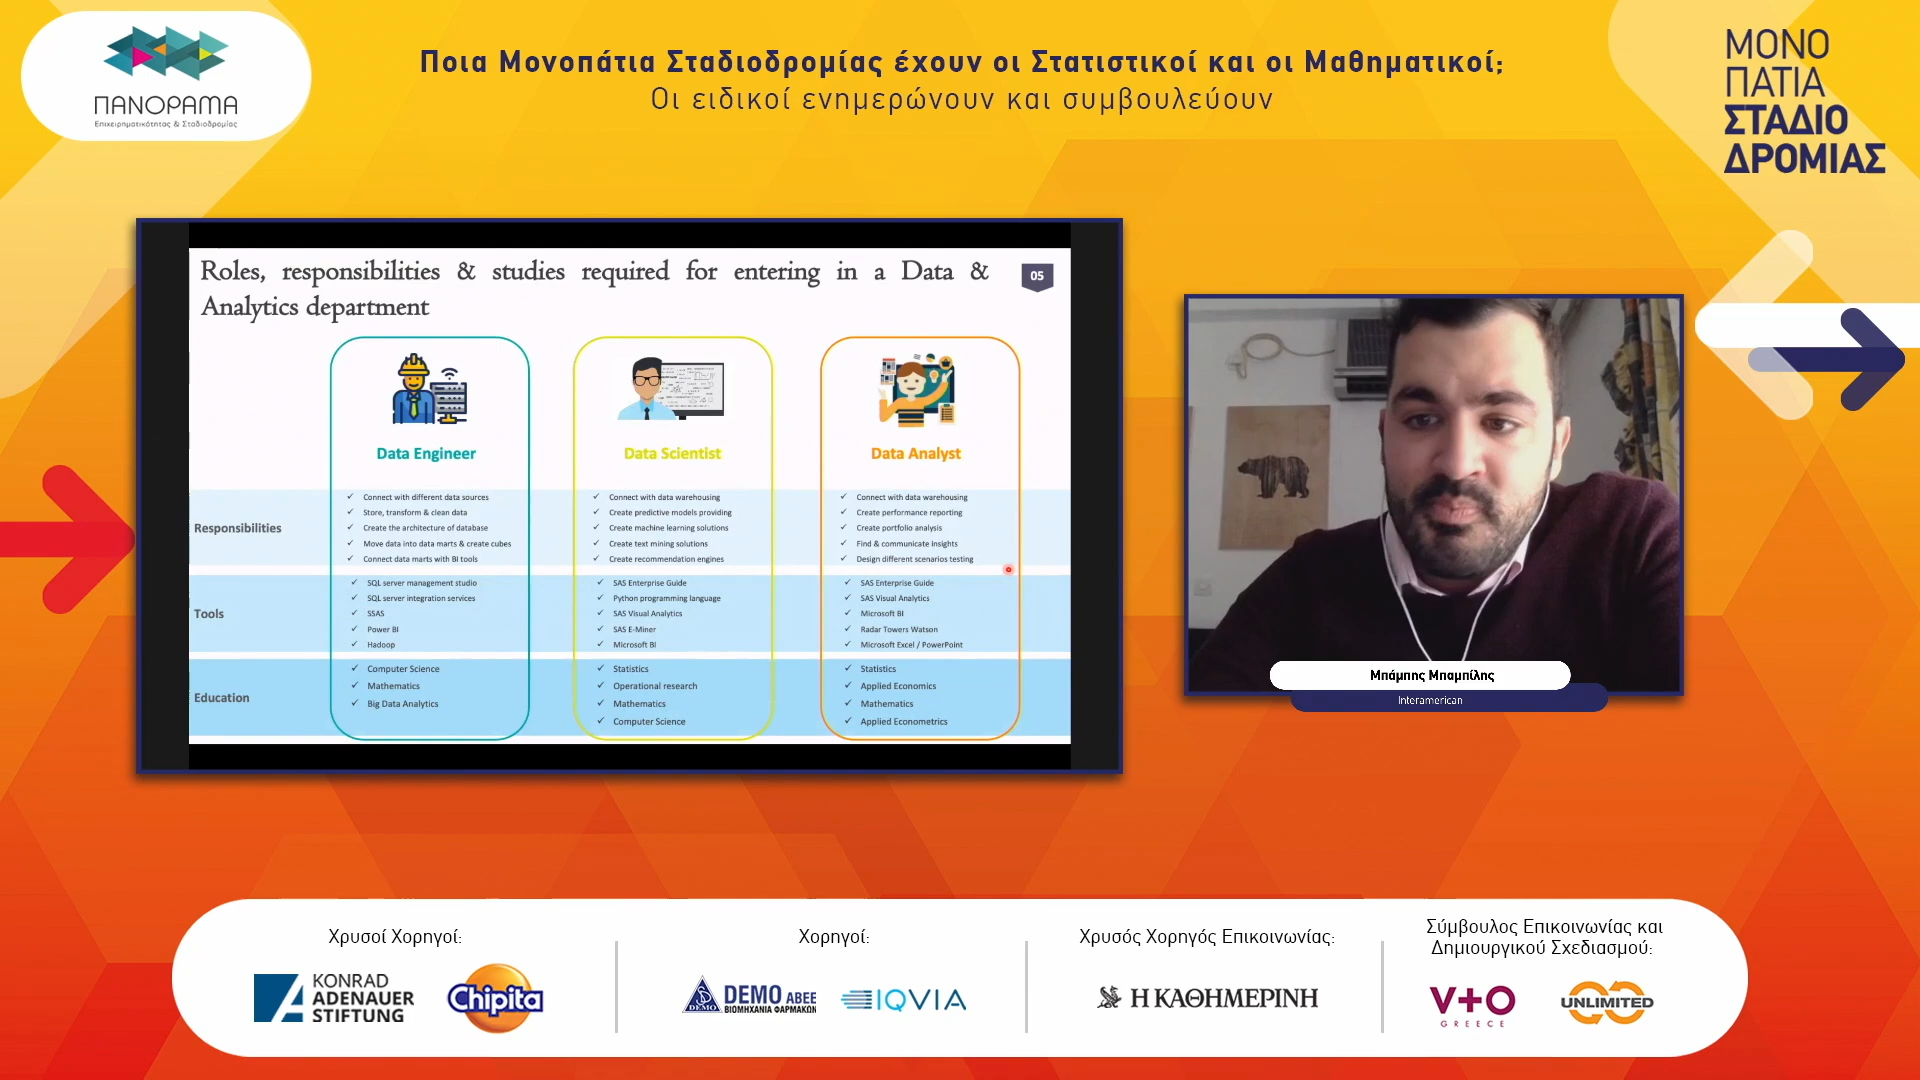 ΠΑΝΟΡΑΜΑ
Επιχειρηματικότητας & Σταδιοδρομίας
Ποια Μονοπάτια Σταδιοδρομίας έχουν οι Στατιστικοί και οι Μαθηματικοί;
Οι ειδικοί ενημερώνουν και συμβουλεύουν
ΜΟΝΟ
ΠΑΤΙΑ
ΣΤΑΔΙΟ
ΔΡΟΜΙΑΣ
Roles, responsibilities & studies required for entering in a Data &
Analytics department
05
Data Engineer
Data Scientist
Data Analyst
Responsibilities
✓ Connect with different data sources
✓ Store, transform & clean data
✓ Create the architecture of database
✓ Move data into data marts & create cubes
✓ Connect data marts with BI tools
✓ Connect with data warehousing
✓ Create predictive models providing
✓ Create machine learning solutions
✓ Create text mining solutions
✓ Create recommendation engines
✓ Connect with data warehousing
✓ Create performance reporting
✓ Create portfolio analysis
✓ Find & communicate insights
✓ Design different scenarios testing
Tools
✓ SQL server management studio
✓ SQL server integration services
✓ SSAS
✓ Power BI
✓ Hadoop
✓ SAS Enterprise Guide
✓ Python programming language
✓ SAS Visual Analytics
✓ SAS E-Miner
✓ Microsoft BI
✓ SAS Enterprise Guide
✓ SAS Visual Analytics
✓ Microsoft BI
✓ Radar Towers Watson
✓ Microsoft Excel / PowerPoint
Education
✓ Computer Science
✓ Mathematics
✓ Big Data Analytics
✓ Statistics
✓ Operational research
✓ Mathematics
✓ Computer Science
✓ Statistics
✓ Applied Economics
✓ Mathematics
✓ Applied Econometrics
Μπάμπης Μπαμπίλης
Interamerican
Χρυσοί Χορηγοί:
KONRAD
ADENAUER
STIFTUNG
Chipita
Χορηγοί:
DEMO
DEMO ΑΒΕΕ
ΒΙΟΜΗΧΑΝΙΑ ΦΑΡΜΑΚΩΝ
IQVIA
Χρυσός Χορηγός Επικοινωνίας:
Η ΚΑΘΗΜΕΡΙΝΗ
Σύμβουλος Επικοινωνίας και
Δημιουργικού Σχεδιασμού:
V+O
GREECE
UNLIMITED